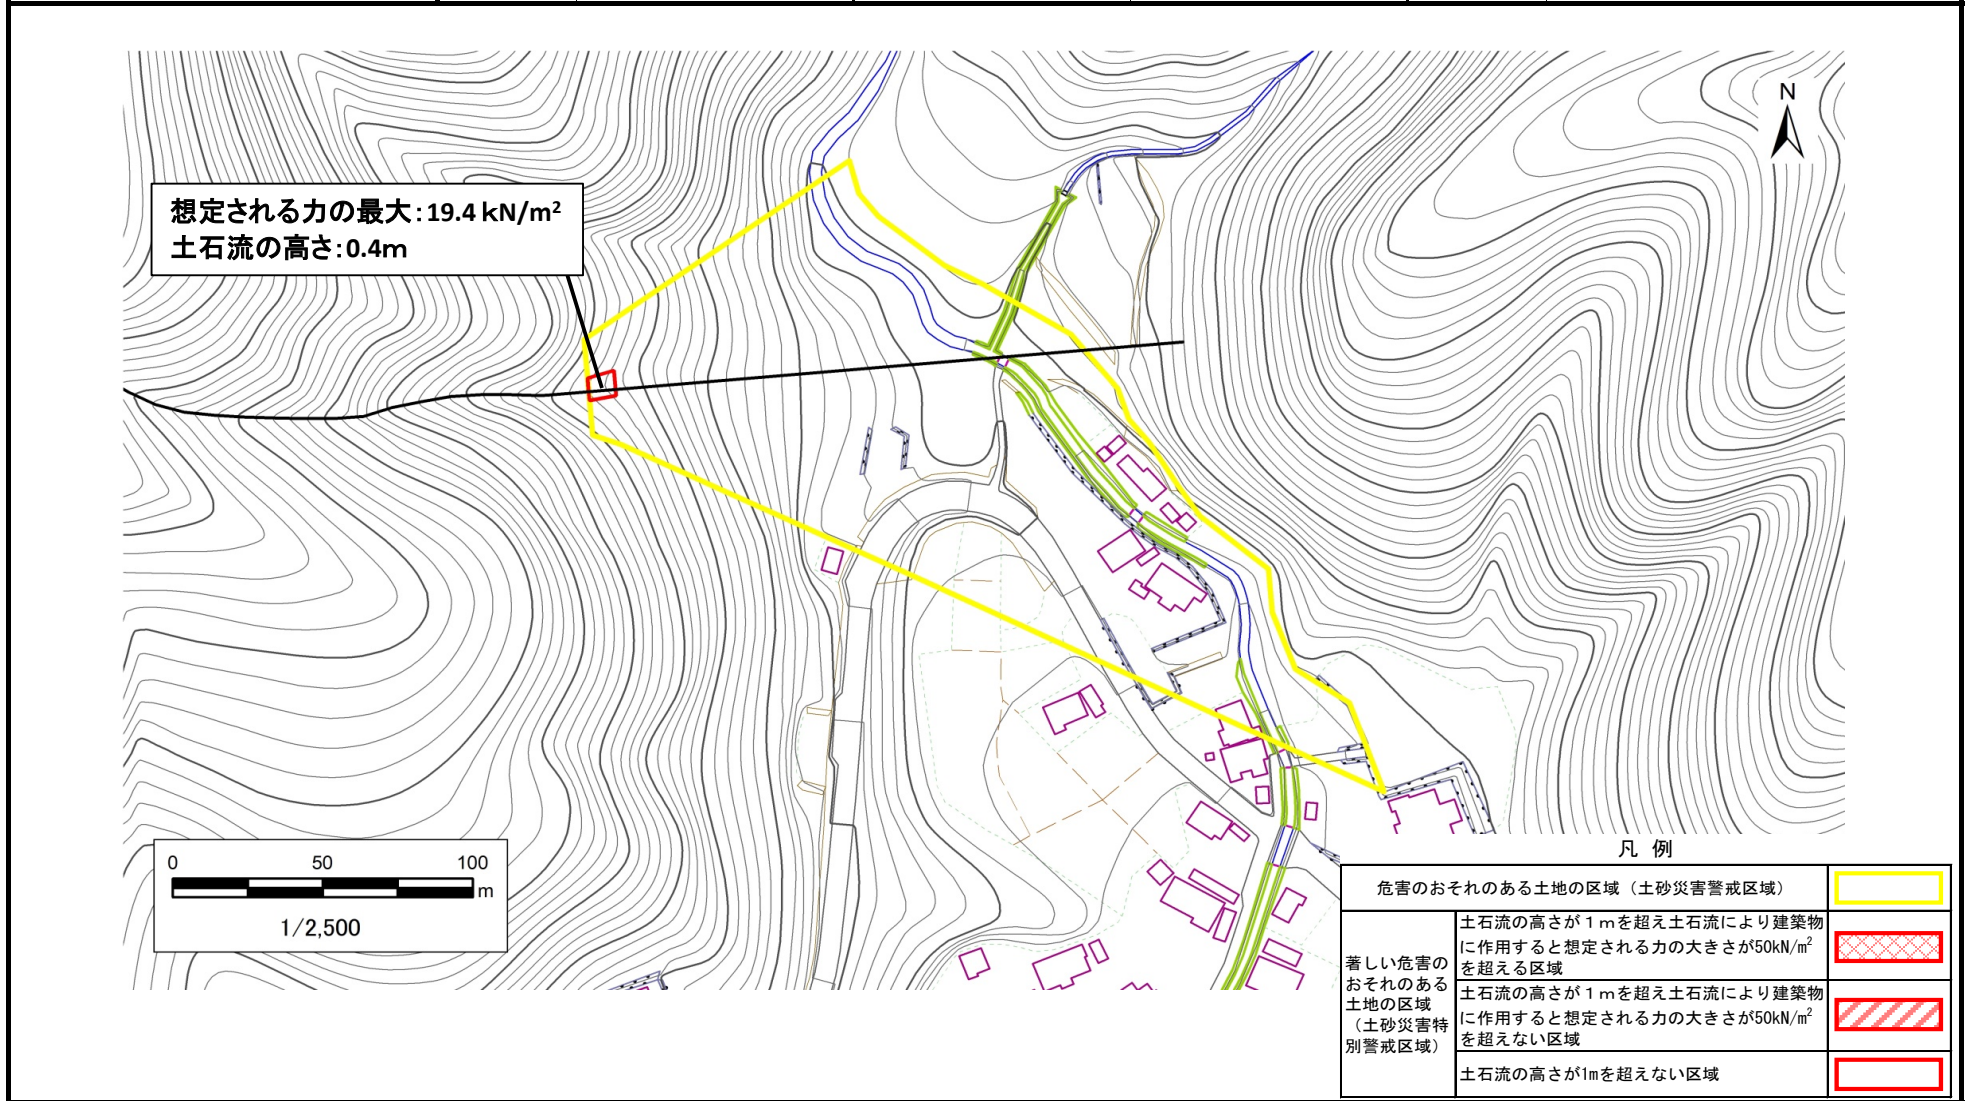 N
想定される力の最大：19.4 kN/m²
土石流の高さ：0.4m
0 50 100
m
1/2,500
凡 例
危害のおそれのある土地の区域（土砂災害警戒区域）
著しい危害の
おそれのある
土地の区域
（土砂災害特
別警戒区域）
土石流の高さが１ｍを超え土石流により建築物
に作用すると想定される力の大きさが50kN/m²
を超える区域
土石流の高さが１ｍを超え土石流により建築物
に作用すると想定される力の大きさが50kN/m²
を超えない区域
土石流の高さが1mを超えない区域